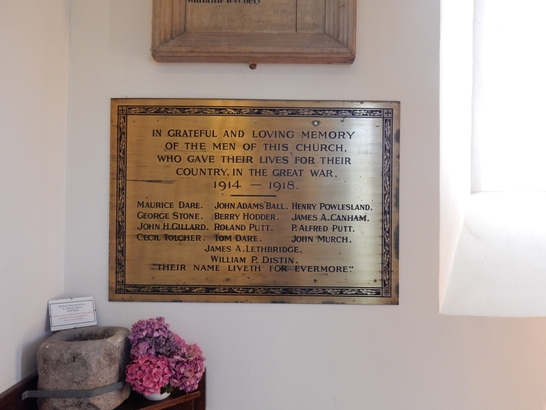 IN GRATEFUL AND LOVING MEMORY
OF THE MEN OF THIS CHURCH,
WHO GAVE THEIR LIVES FOR THEIR
COUNTRY, IN THE GREAT WAR,
1914 — 1918.
MAURICE DARE. JOHN ADAMS BALL. HENRY POWLESLAND.
GEORGE STONE. BERRY HODDER. JAMES A. CANHAM.
JOHN H. GILLARD. ROLAND PUTT. P. ALFRED PUTT.
CECIL TOLCHER. TOM DARE. JOHN MURCH.
JAMES A. LETHBRIDGE.
WILLIAM P. DISTIN.
"THEIR NAME LIVETH FOR EVERMORE"